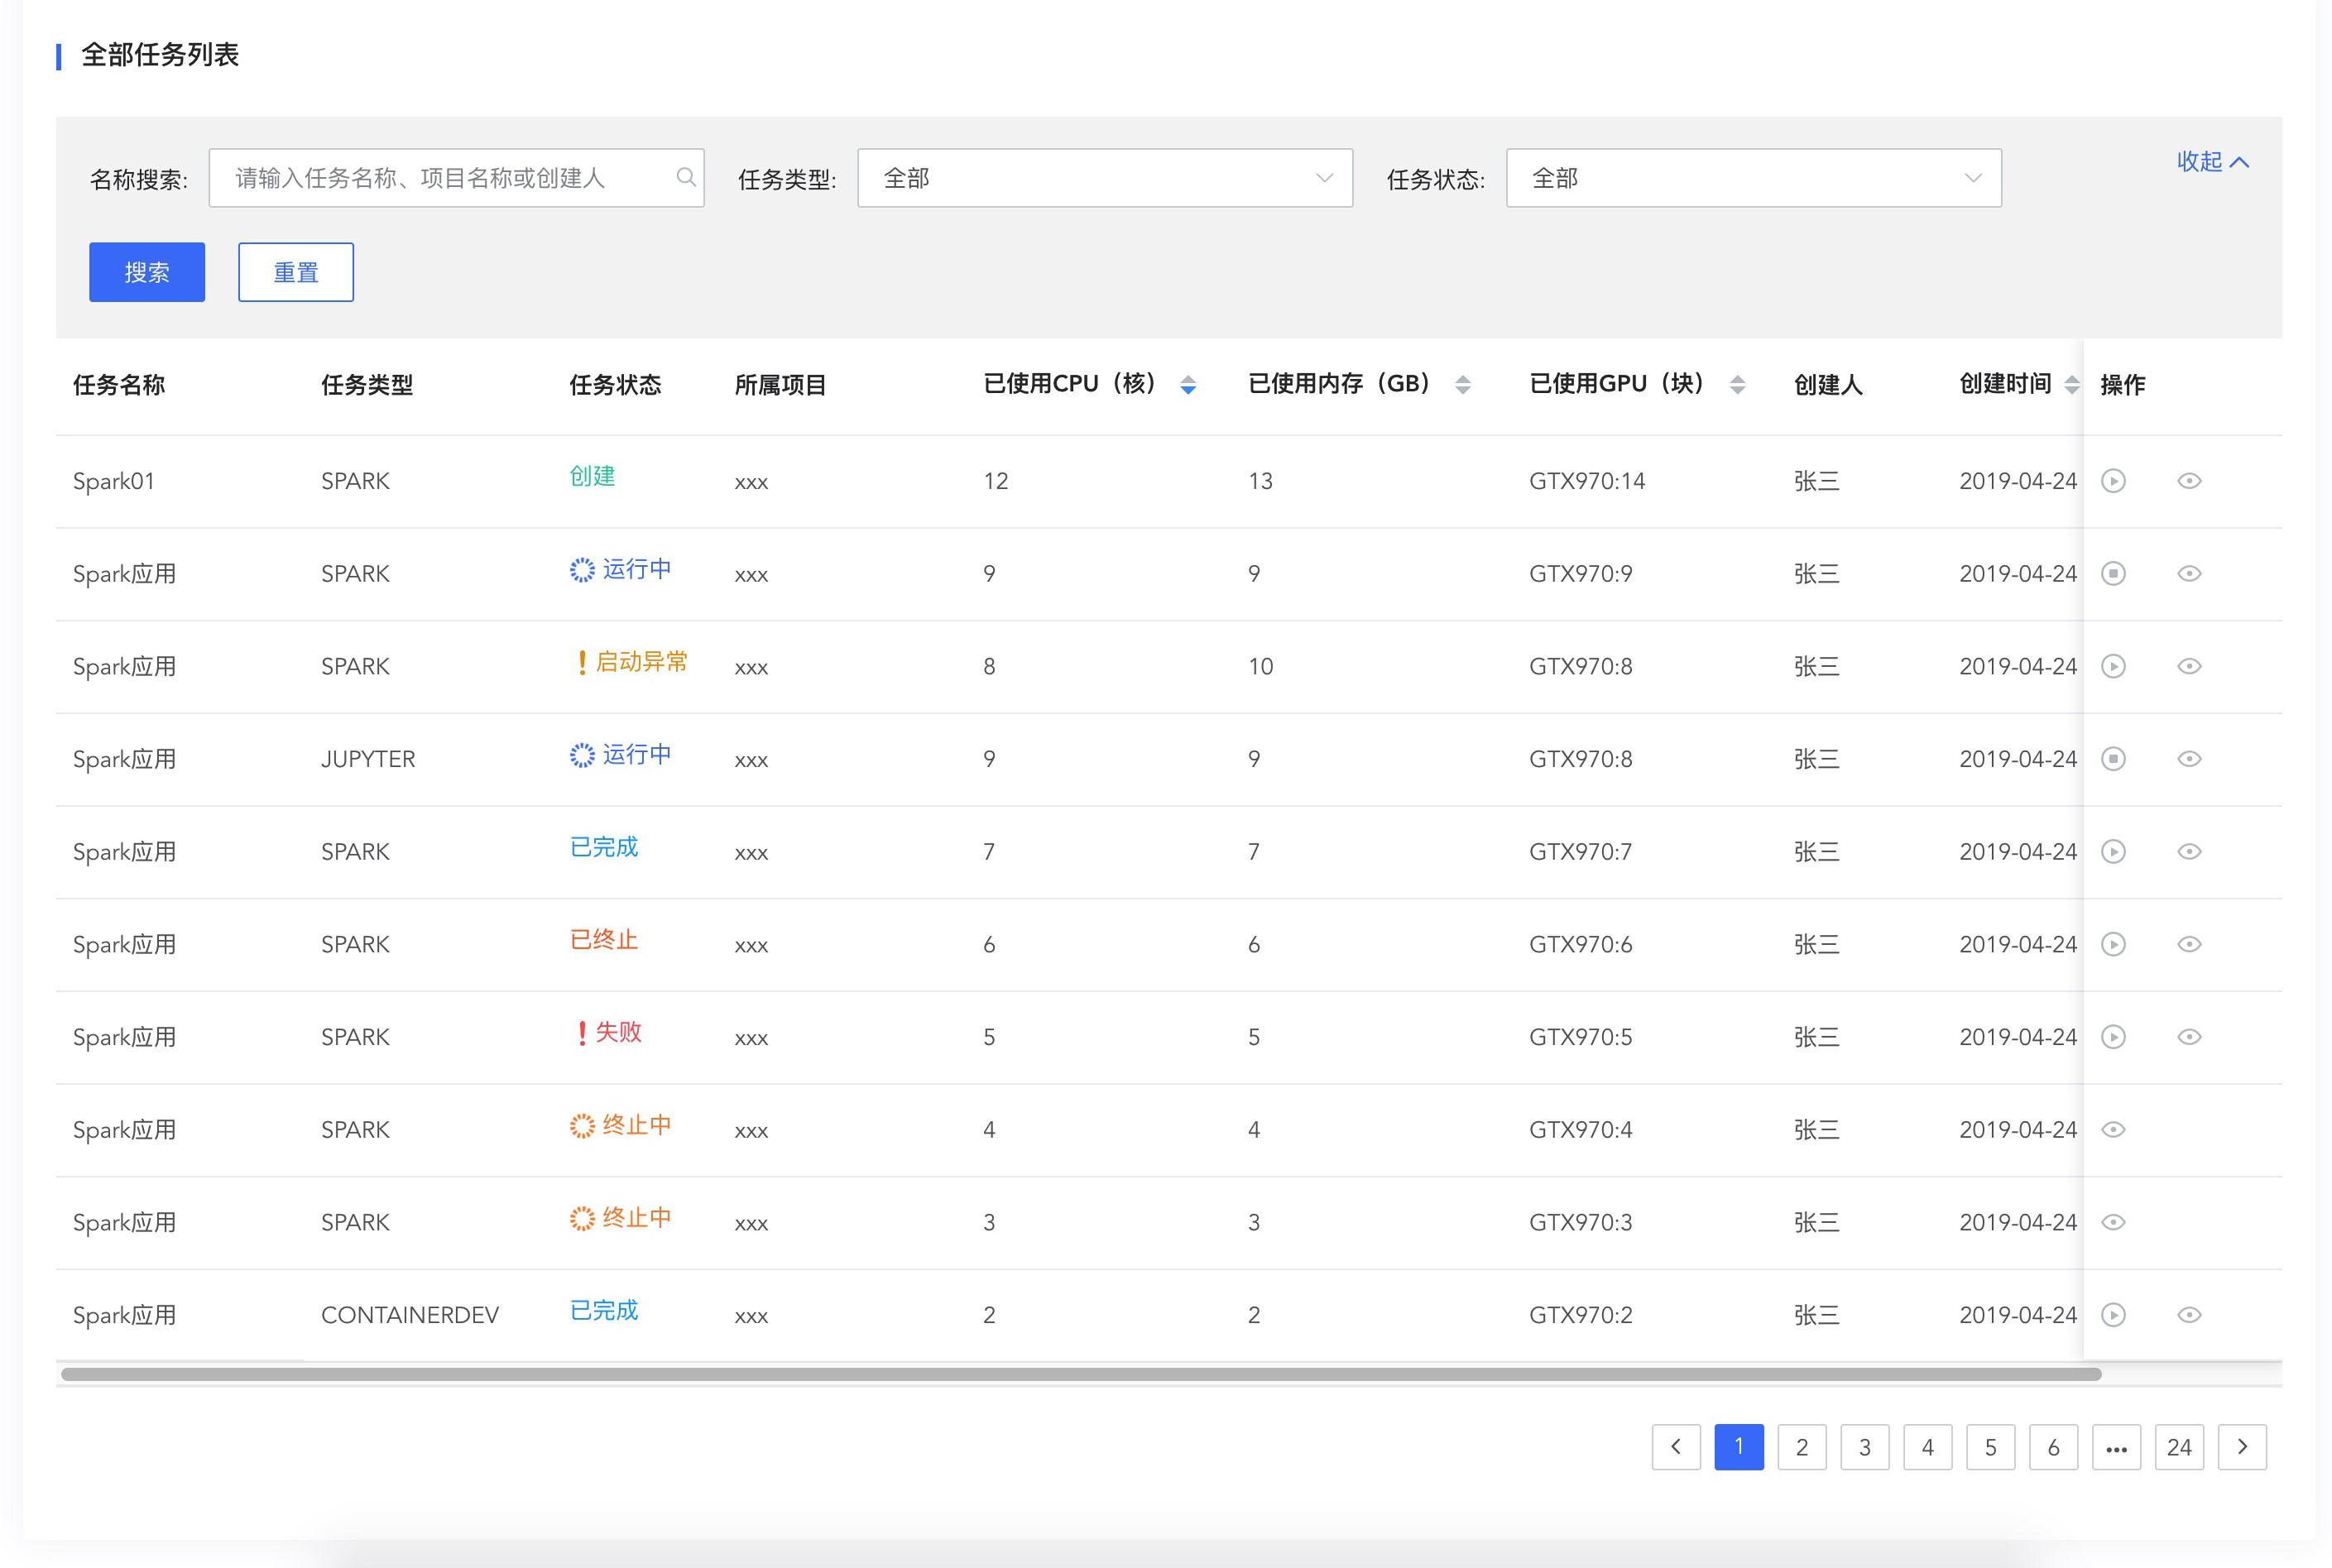 全部任务列表
名称搜索: 请输入任务名称、项目名称或创建人 任务类型: 全部 任务状态: 全部 收起
搜索 重置
任务名称 任务类型 任务状态 所属项目 已使用CPU（核） 已使用内存（GB） 已使用GPU（块） 创建人 创建时间 操作
Spark01 SPARK 创建 xxx 12 13 GTX970:14 张三 2019-04-24
Spark应用 SPARK 运行中 xxx 9 9 GTX970:9 张三 2019-04-24
Spark应用 SPARK 启动异常 xxx 8 10 GTX970:8 张三 2019-04-24
Spark应用 JUPYTER 运行中 xxx 9 9 GTX970:8 张三 2019-04-24
Spark应用 SPARK 已完成 xxx 7 7 GTX970:7 张三 2019-04-24
Spark应用 SPARK 已终止 xxx 6 6 GTX970:6 张三 2019-04-24
Spark应用 SPARK 失败 xxx 5 5 GTX970:5 张三 2019-04-24
Spark应用 SPARK 终止中 xxx 4 4 GTX970:4 张三 2019-04-24
Spark应用 SPARK 终止中 xxx 3 3 GTX970:3 张三 2019-04-24
Spark应用 CONTAINERDEV 已完成 xxx 2 2 GTX970:2 张三 2019-04-24
1 2 3 4 5 6 ••• 24